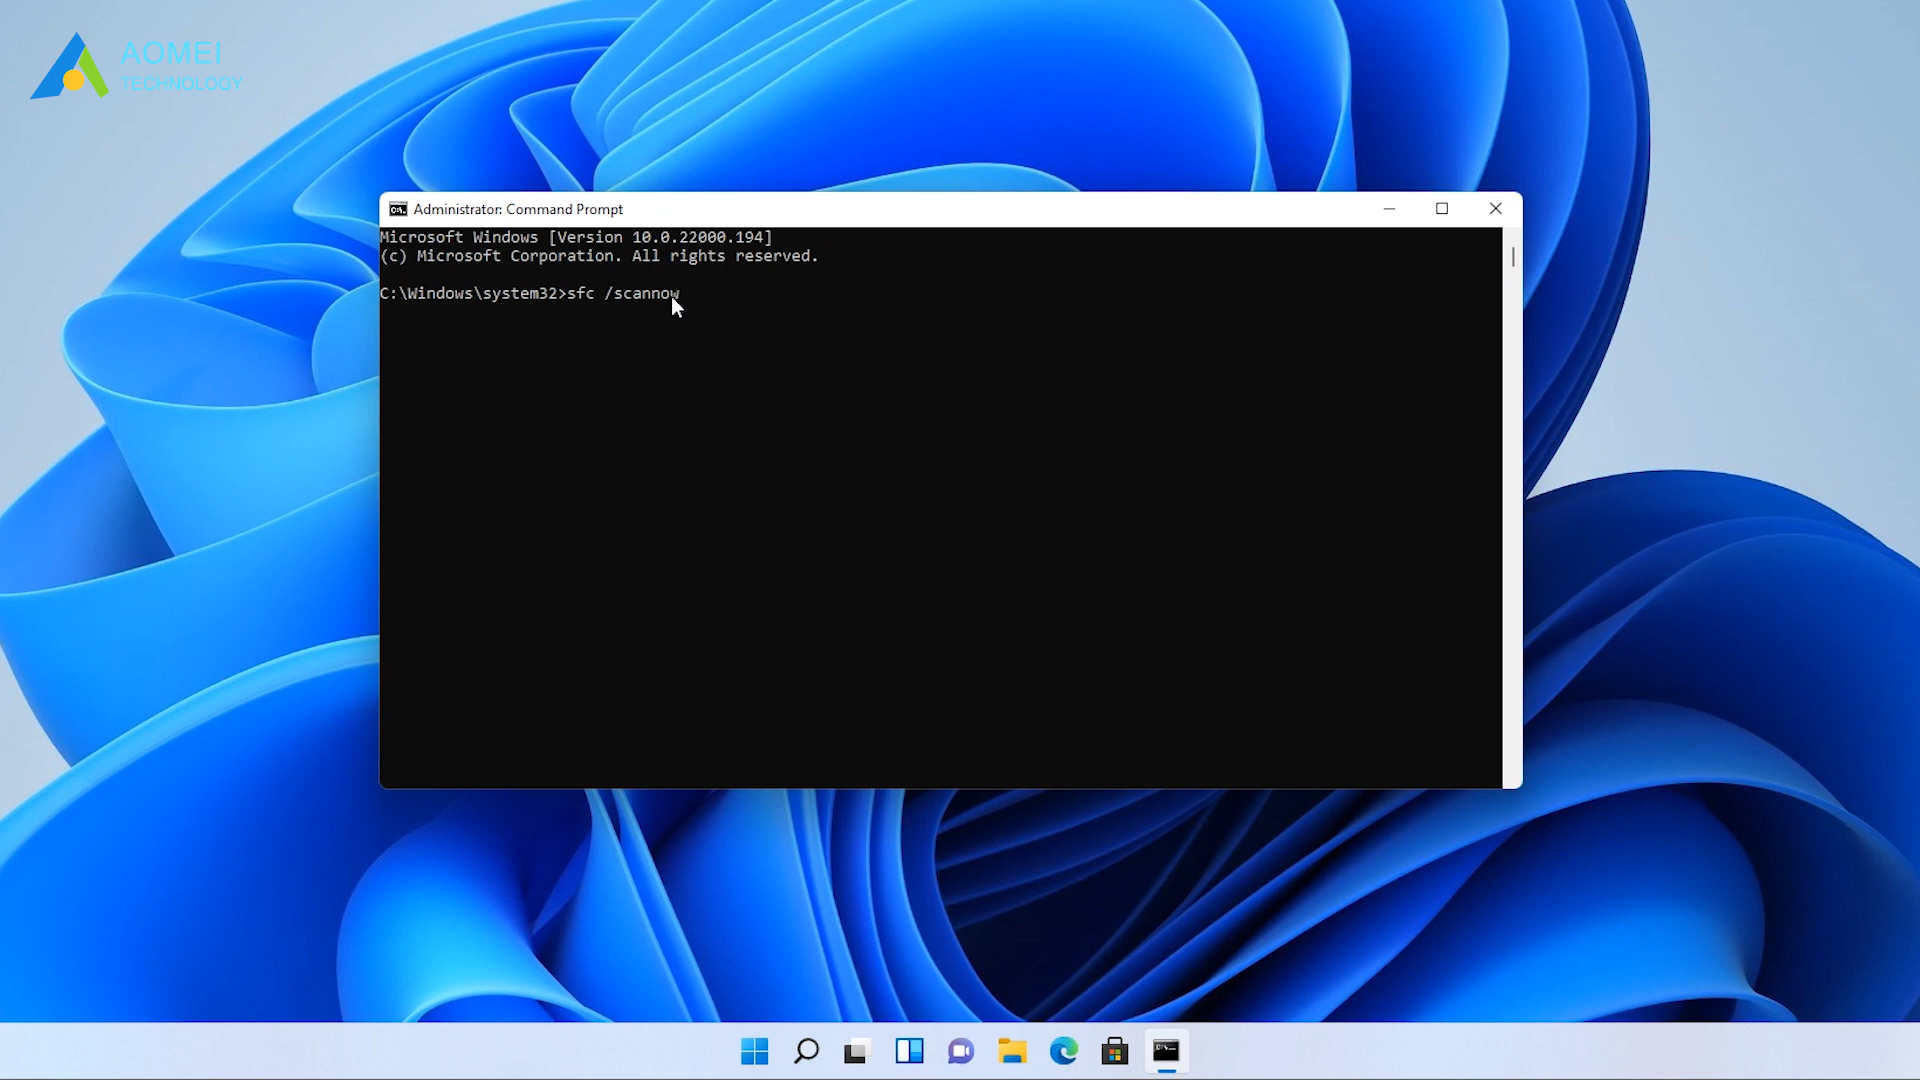 AOMEI
TECHNOLOGY
Administrator: Command Prompt
Microsoft Windows [Version 10.0.22000.194]
(c) Microsoft Corporation. All rights reserved.
C:\Windows\system32>sfc /scannow